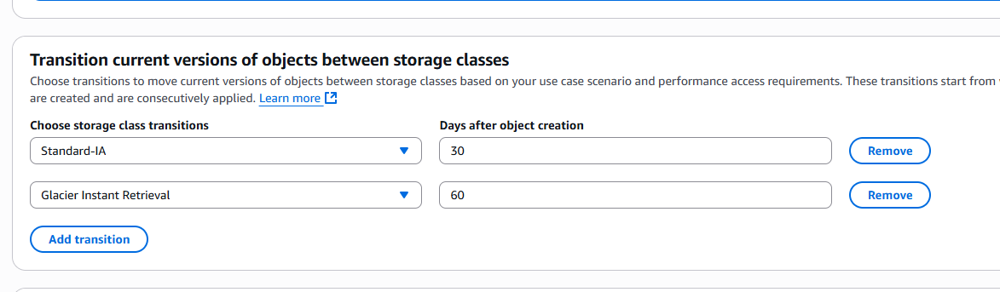 Transition current versions of objects between storage classes
Choose transitions to move current versions of objects between storage classes based on your use case scenario and performance access requirements. These transitions start from
are created and are consecutively applied. Learn more
Choose storage class transitions
Days after object creation
Standard-IA
30
Remove
Glacier Instant Retrieval
60
Remove
Add transition